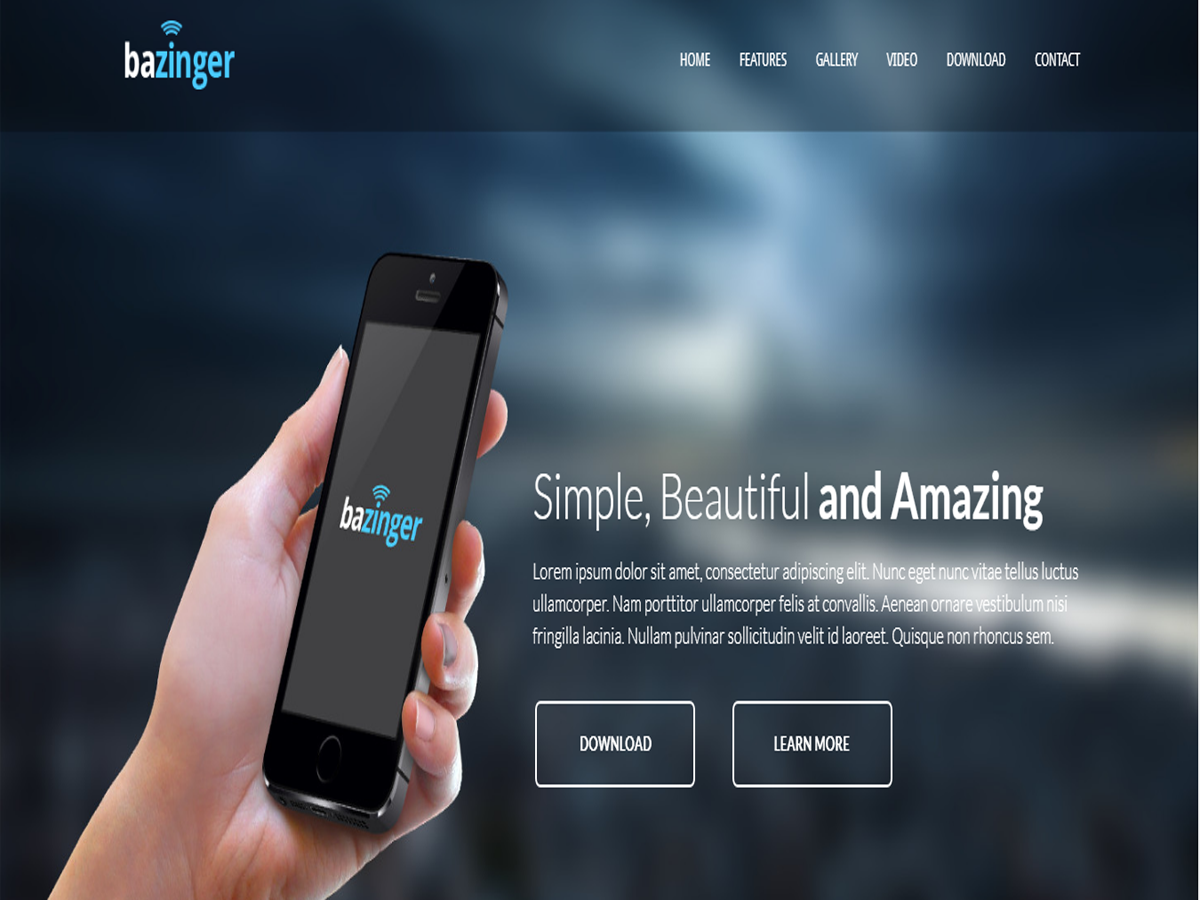 bazinger
HOME FEATURES GALLERY VIDEO DOWNLOAD CONTACT
bazinger
Simple, Beautiful and Amazing
Lorem ipsum dolor sit amet, consectetur adipiscing elit. Nunc eget nunc vitae tellus luctus
ullamcorper. Nam porttitor ullamcorper felis at convallis. Aenean ornare vestibulum nisi
fringilla lacinia. Nullam pulvinar sollicitudin velit id laoreet. Quisque non rhoncus sem.
DOWNLOAD LEARN MORE